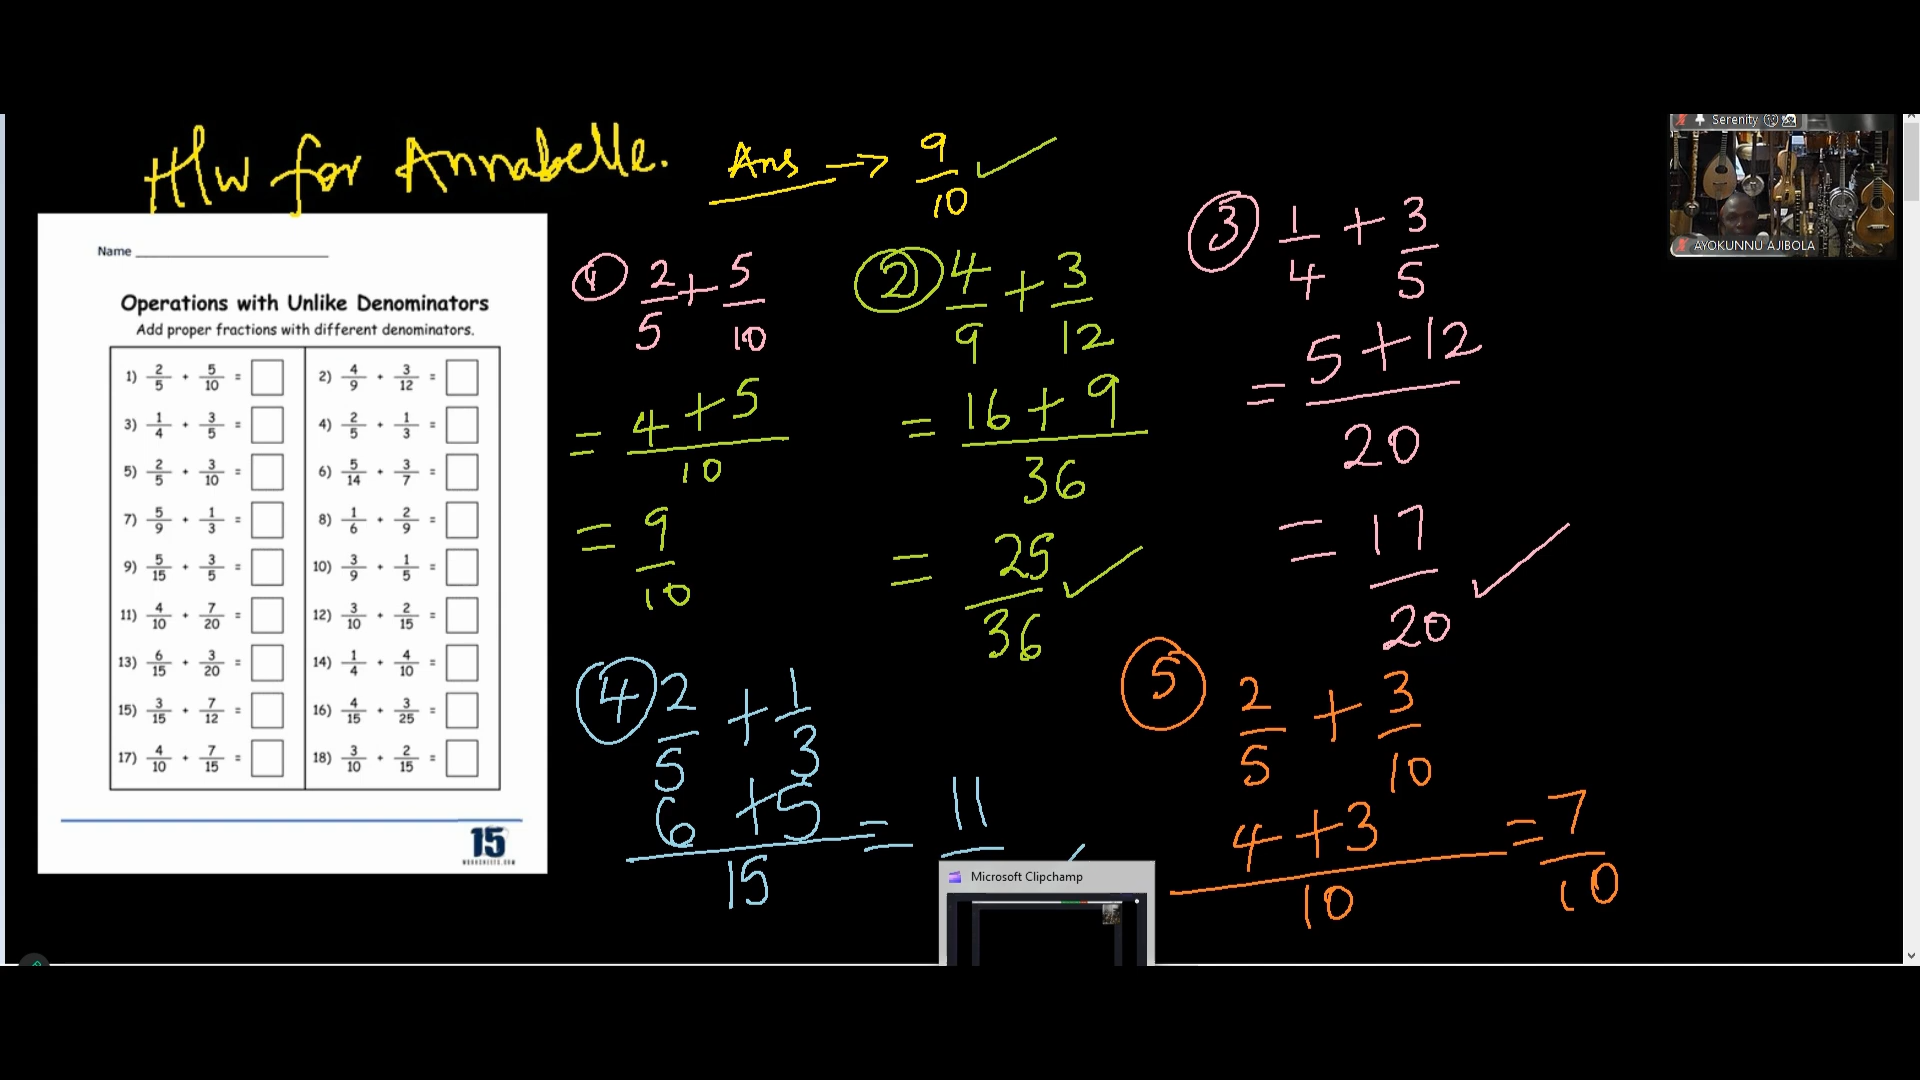 H/w for Annabelle. Ans → 9/10 ✓
Serenity
AYOKUNNU AJIBOLA
Name
Operations with Unlike Denominators
Add proper fractions with different denominators.
1) 2/5 + 5/10 =
2) 4/9 + 3/12 =
3) 1/4 + 3/5 =
4) 2/5 + 1/3 =
5) 2/5 + 3/10 =
6) 5/14 + 3/7 =
7) 5/9 + 1/3 =
8) 1/6 + 2/9 =
9) 5/15 + 3/5 =
10) 3/9 + 1/5 =
11) 4/10 + 7/20 =
12) 3/10 + 2/15 =
13) 6/15 + 3/20 =
14) 1/4 + 4/10 =
15) 3/15 + 7/12 =
16) 4/15 + 3/25 =
17) 4/10 + 7/15 =
18) 3/10 + 2/15 =
15
WORKSHEETS.COM
① 2/5 + 5/10
= 4 + 5/10
= 9/10
② 4/9 + 3/12
= 16 + 9/36
= 25/36 ✓
③ 1/4 + 3/5
= 5 + 12/20
= 17/20 ✓
④ 2/5 + 1/3
6 + 5/15 = 11
⑤ 2/5 + 3/10
4 + 3/10 = 7/10
Microsoft Clipchamp